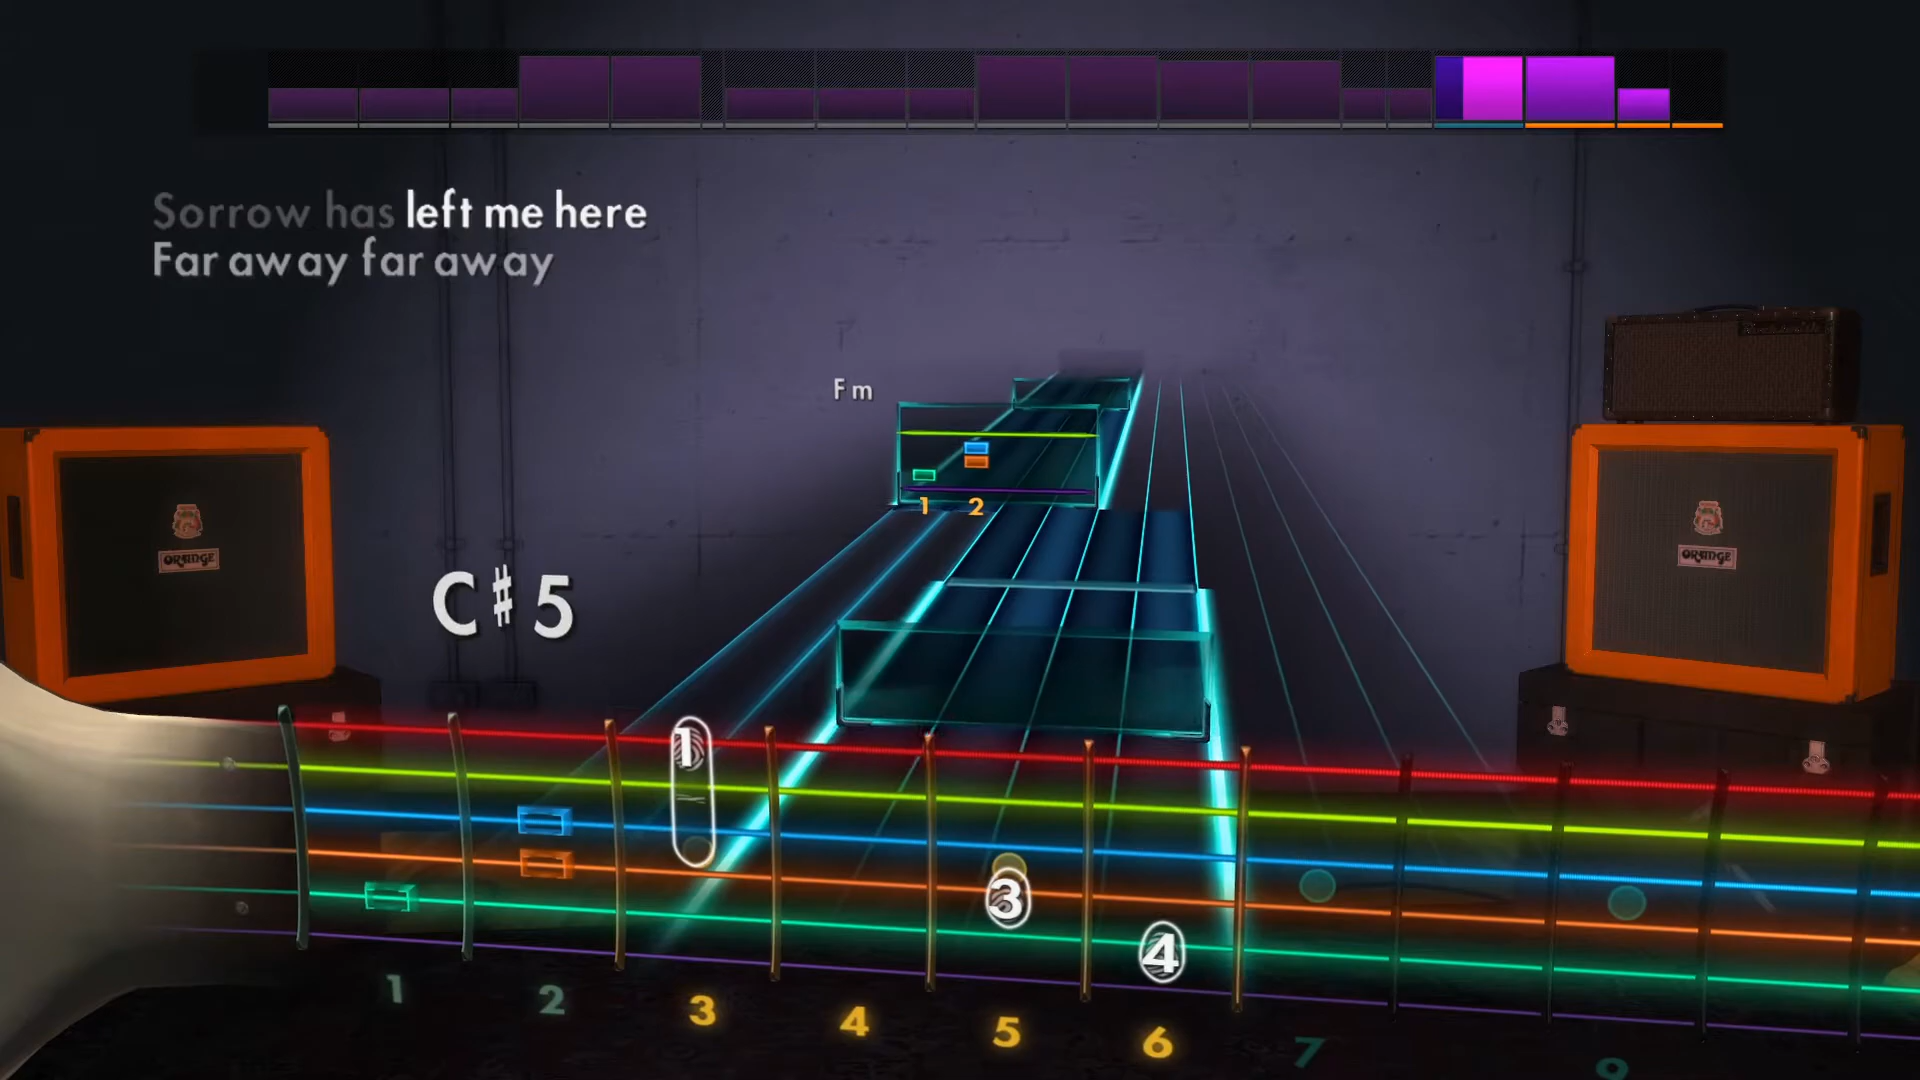 Sorrow has left me here
Far away far away
Fm
1 2
C♯5
ORANGE
ORANGE
1
3
4
1 2 3 4 5 6 7 9